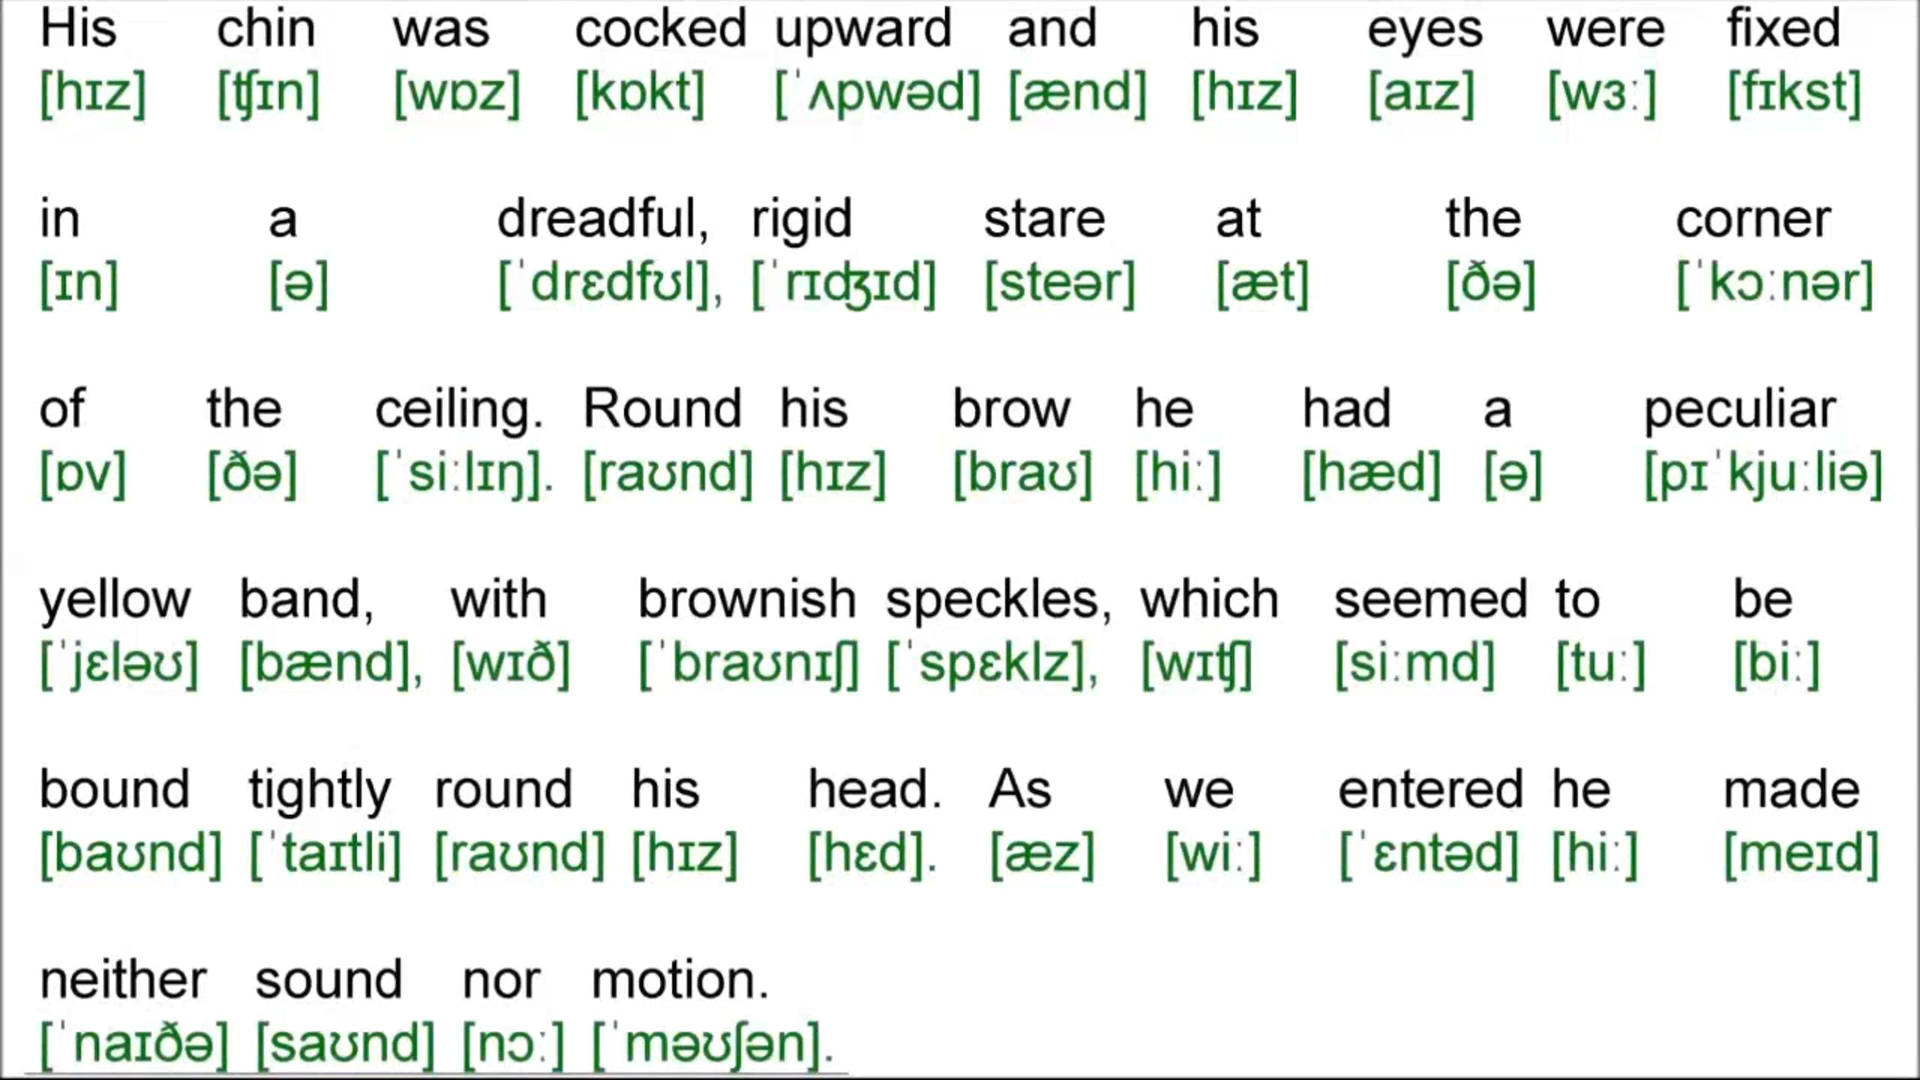 His chin was cocked upward and his eyes were fixed
[hɪz] [ʧɪn] [wɒz] [kɒkt] [ˈʌpwəd] [ænd] [hɪz] [aɪz] [wɜː] [fɪkst]
in a dreadful, rigid stare at the corner
[ɪn] [ə] [ˈdrɛdfʊl], [ˈrɪʤɪd] [steər] [æt] [ðə] [ˈkɔːnər]
of the ceiling. Round his brow he had a peculiar
[ɒv] [ðə] [ˈsiːlɪŋ]. [raʊnd] [hɪz] [braʊ] [hiː] [hæd] [ə] [pɪˈkjuːliə]
yellow band, with brownish speckles, which seemed to be
[ˈjɛləʊ] [bænd], [wɪð] [ˈbraʊnɪʃ] [ˈspɛklz], [wɪʧ] [siːmd] [tuː] [biː]
bound tightly round his head. As we entered he made
[baʊnd] [ˈtaɪtli] [raʊnd] [hɪz] [hɛd]. [æz] [wiː] [ˈɛntəd] [hiː] [meɪd]
neither sound nor motion.
[ˈnaɪðə] [saʊnd] [nɔː] [ˈməʊʃən].